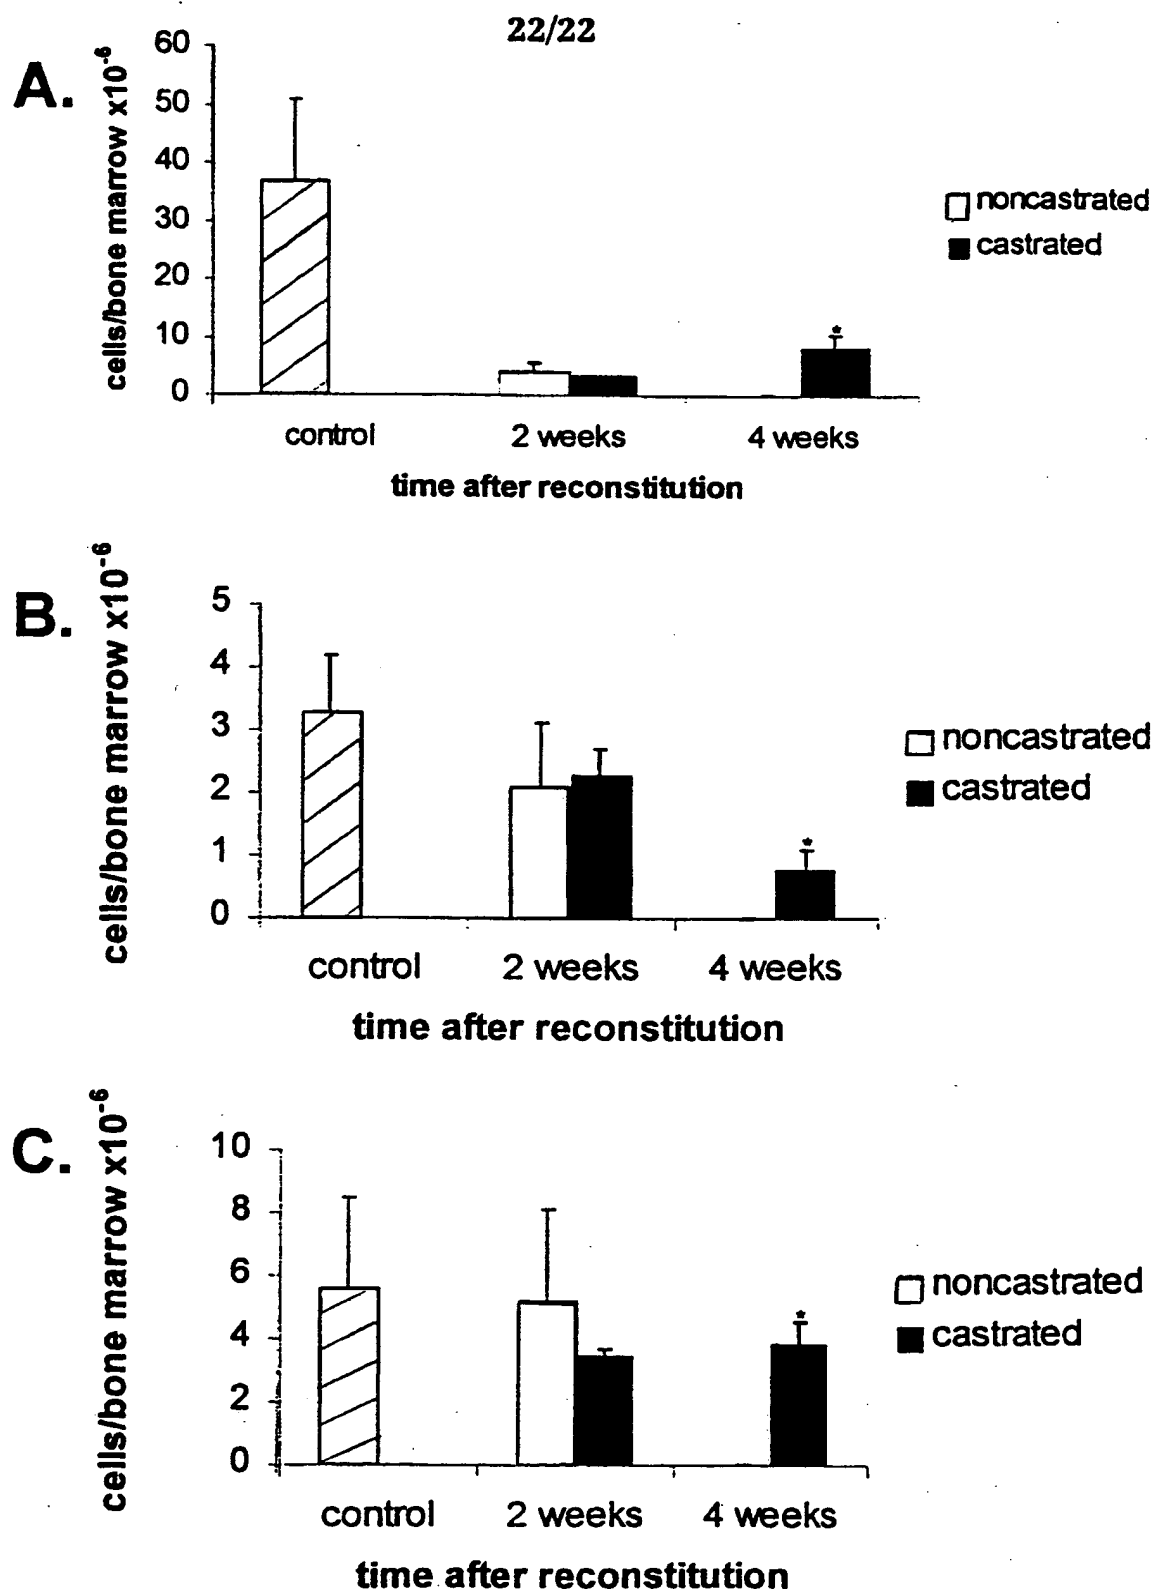 22/22
A.
cells/bone marrow x10⁻⁶
60
50
40
30
20
10
0
*
noncastrated
castrated
control 2 weeks 4 weeks
time after reconstitution
B.
cells/bone marrow x10⁻⁶
5
4
3
2
1
0
*
noncastrated
castrated
control 2 weeks 4 weeks
time after reconstitution
C.
cells/bone marrow x10⁻⁶
10
8
6
4
2
0
*
noncastrated
castrated
control 2 weeks 4 weeks
time after reconstitution